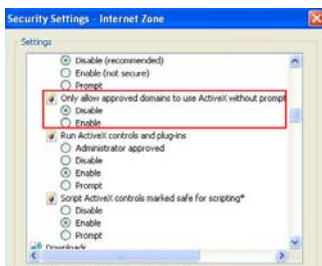 Security Settings - Internet Zone
Settings
Disable (recommended)
Enable (not secure)
Prompt
Only allow approved domains to use ActiveX without prompt
Disable
Enable
Run ActiveX controls and plug-ins
Administrator approved
Disable
Enable
Prompt
Script ActiveX controls marked safe for scripting*
Disable
Enable
Prompt
Downloads